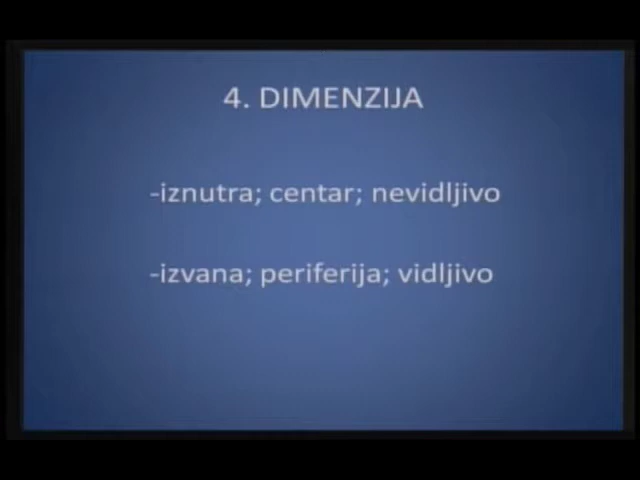 4. DIMENZIJA
-iznutra; centar; nevidljivo
-izvana; periferija; vidljivo